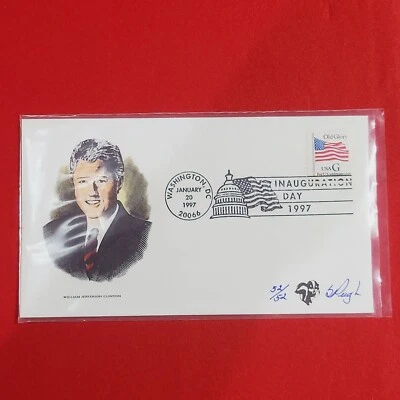 Old Glory
USA G
WASHINGTON, DC
JANUARY
20
1997
20066
INAUGURATION
DAY
1997
WILLIAM JEFFERSON CLINTON
52/52